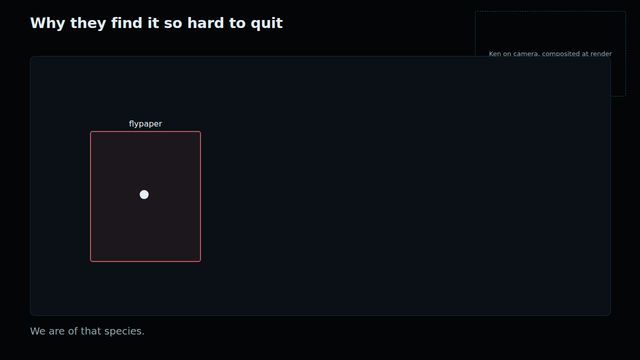 Why they find it so hard to quit
Ken on camera, composited at render
flypaper
We are of that species.